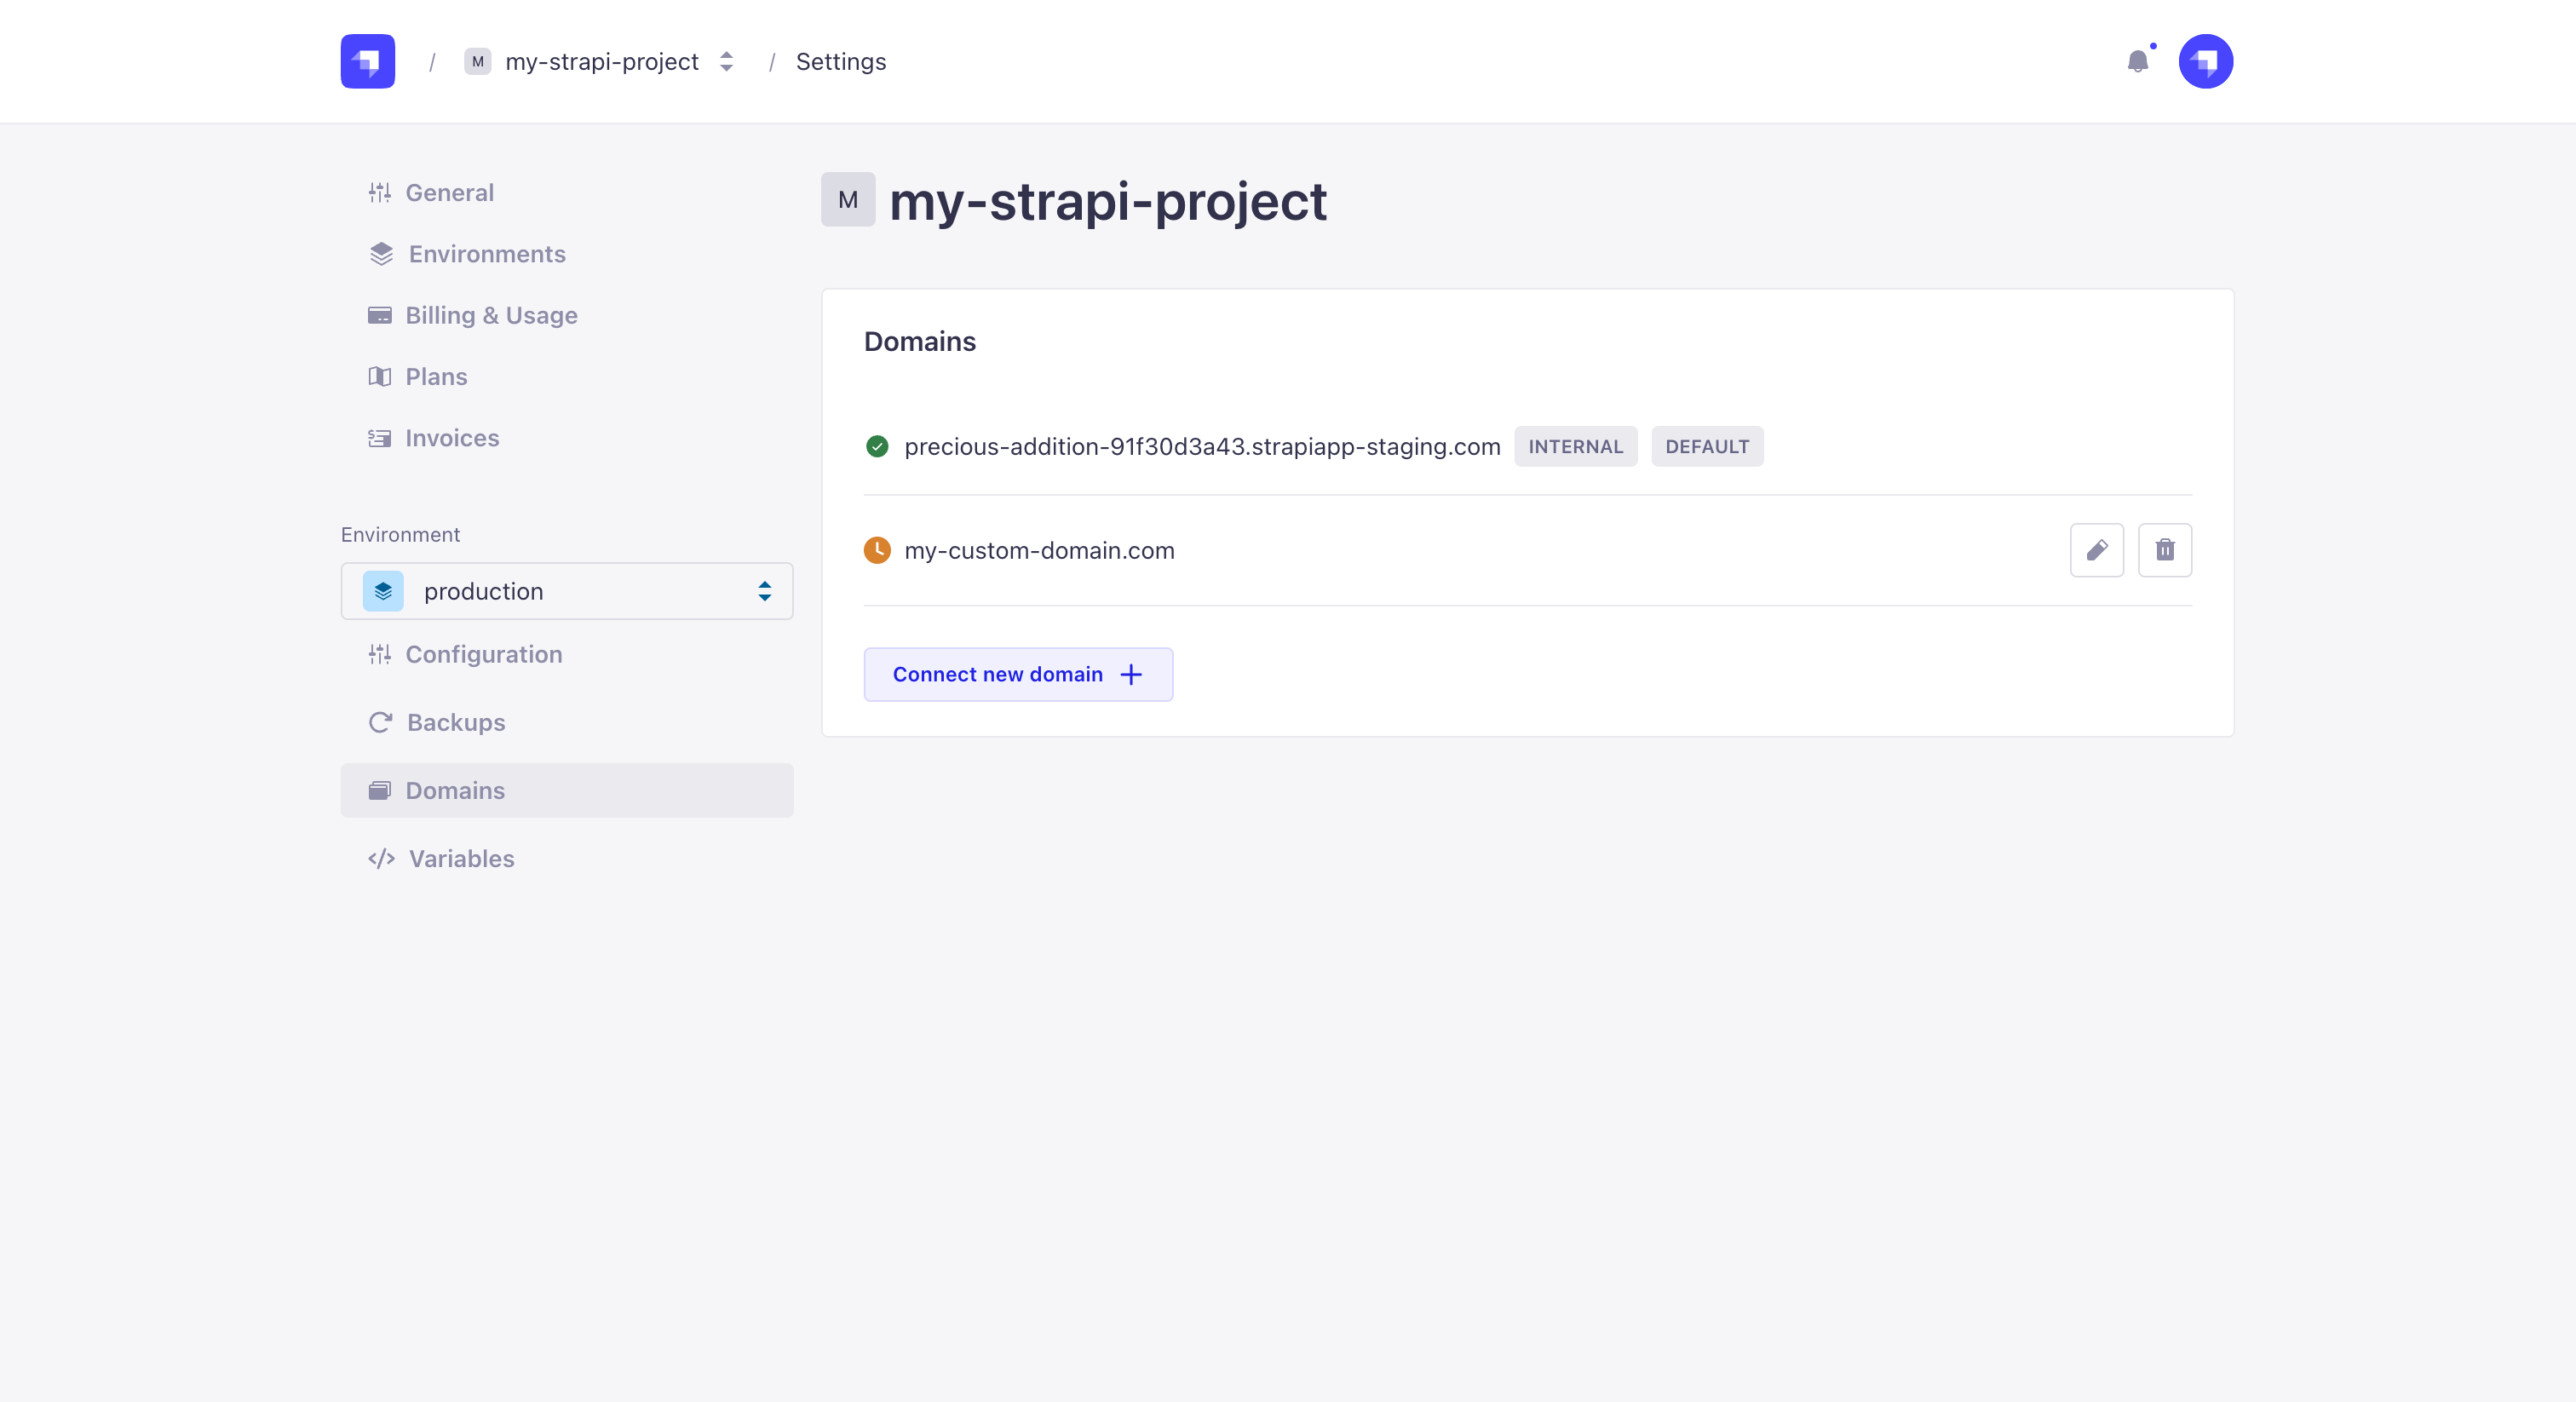 / M my-strapi-project / Settings
General
Environments
Billing & Usage
Plans
Invoices
Environment
production
Configuration
Backups
Domains
Variables
M my-strapi-project
Domains
precious-addition-91f30d3a43.strapiapp-staging.com INTERNAL DEFAULT
my-custom-domain.com
Connect new domain